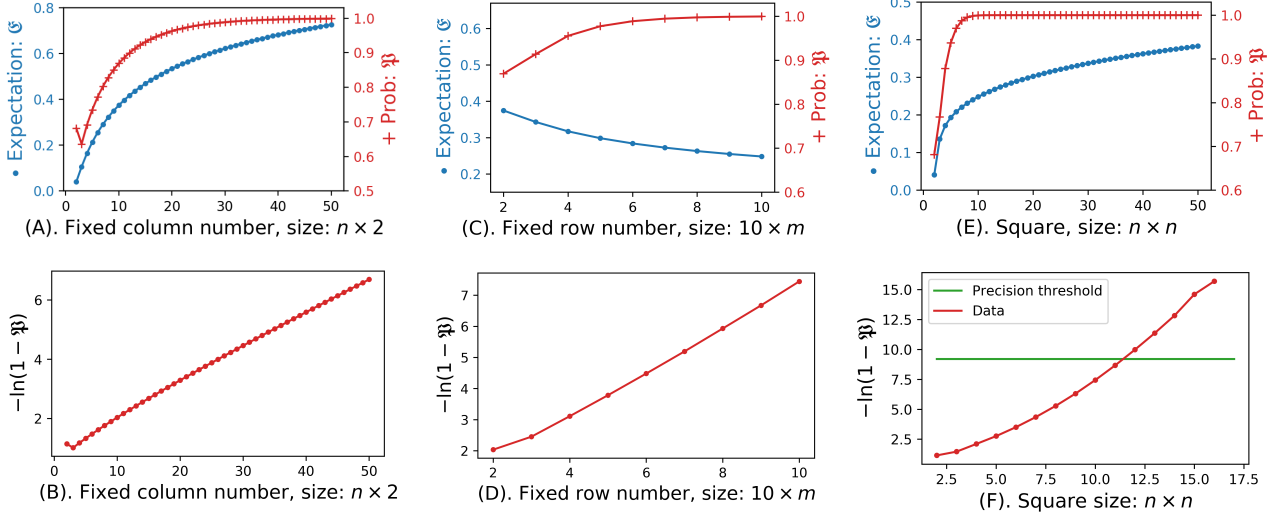 • Expectation: 𝔈
0.8
0.6
0.4
0.2
0.0
1.0
0.9
0.8
0.7
0.6
0.5
+ Prob: 𝔓
0 10 20 30 40 50
(A). Fixed column number, size: n × 2
• Expectation: 𝔈
0.6
0.5
0.4
0.3
0.2
1.0
0.9
0.8
0.7
0.6
+ Prob: 𝔓
2 4 6 8 10
(C). Fixed row number, size: 10 × m
• Expectation: 𝔈
0.5
0.4
0.3
0.2
0.1
0.0
1.0
0.9
0.8
0.7
0.6
+ Prob: 𝔓
0 10 20 30 40 50
(E). Square, size: n × n
−ln(1 − 𝔓)
6
4
2
0 10 20 30 40 50
(B). Fixed column number, size: n × 2
−ln(1 − 𝔓)
7
6
5
4
3
2
2 4 6 8 10
(D). Fixed row number, size: 10 × m
−ln(1 − 𝔓)
15.0
12.5
10.0
7.5
5.0
2.5
Precision threshold
Data
2.5 5.0 7.5 10.0 12.5 15.0 17.5
(F). Square size: n × n